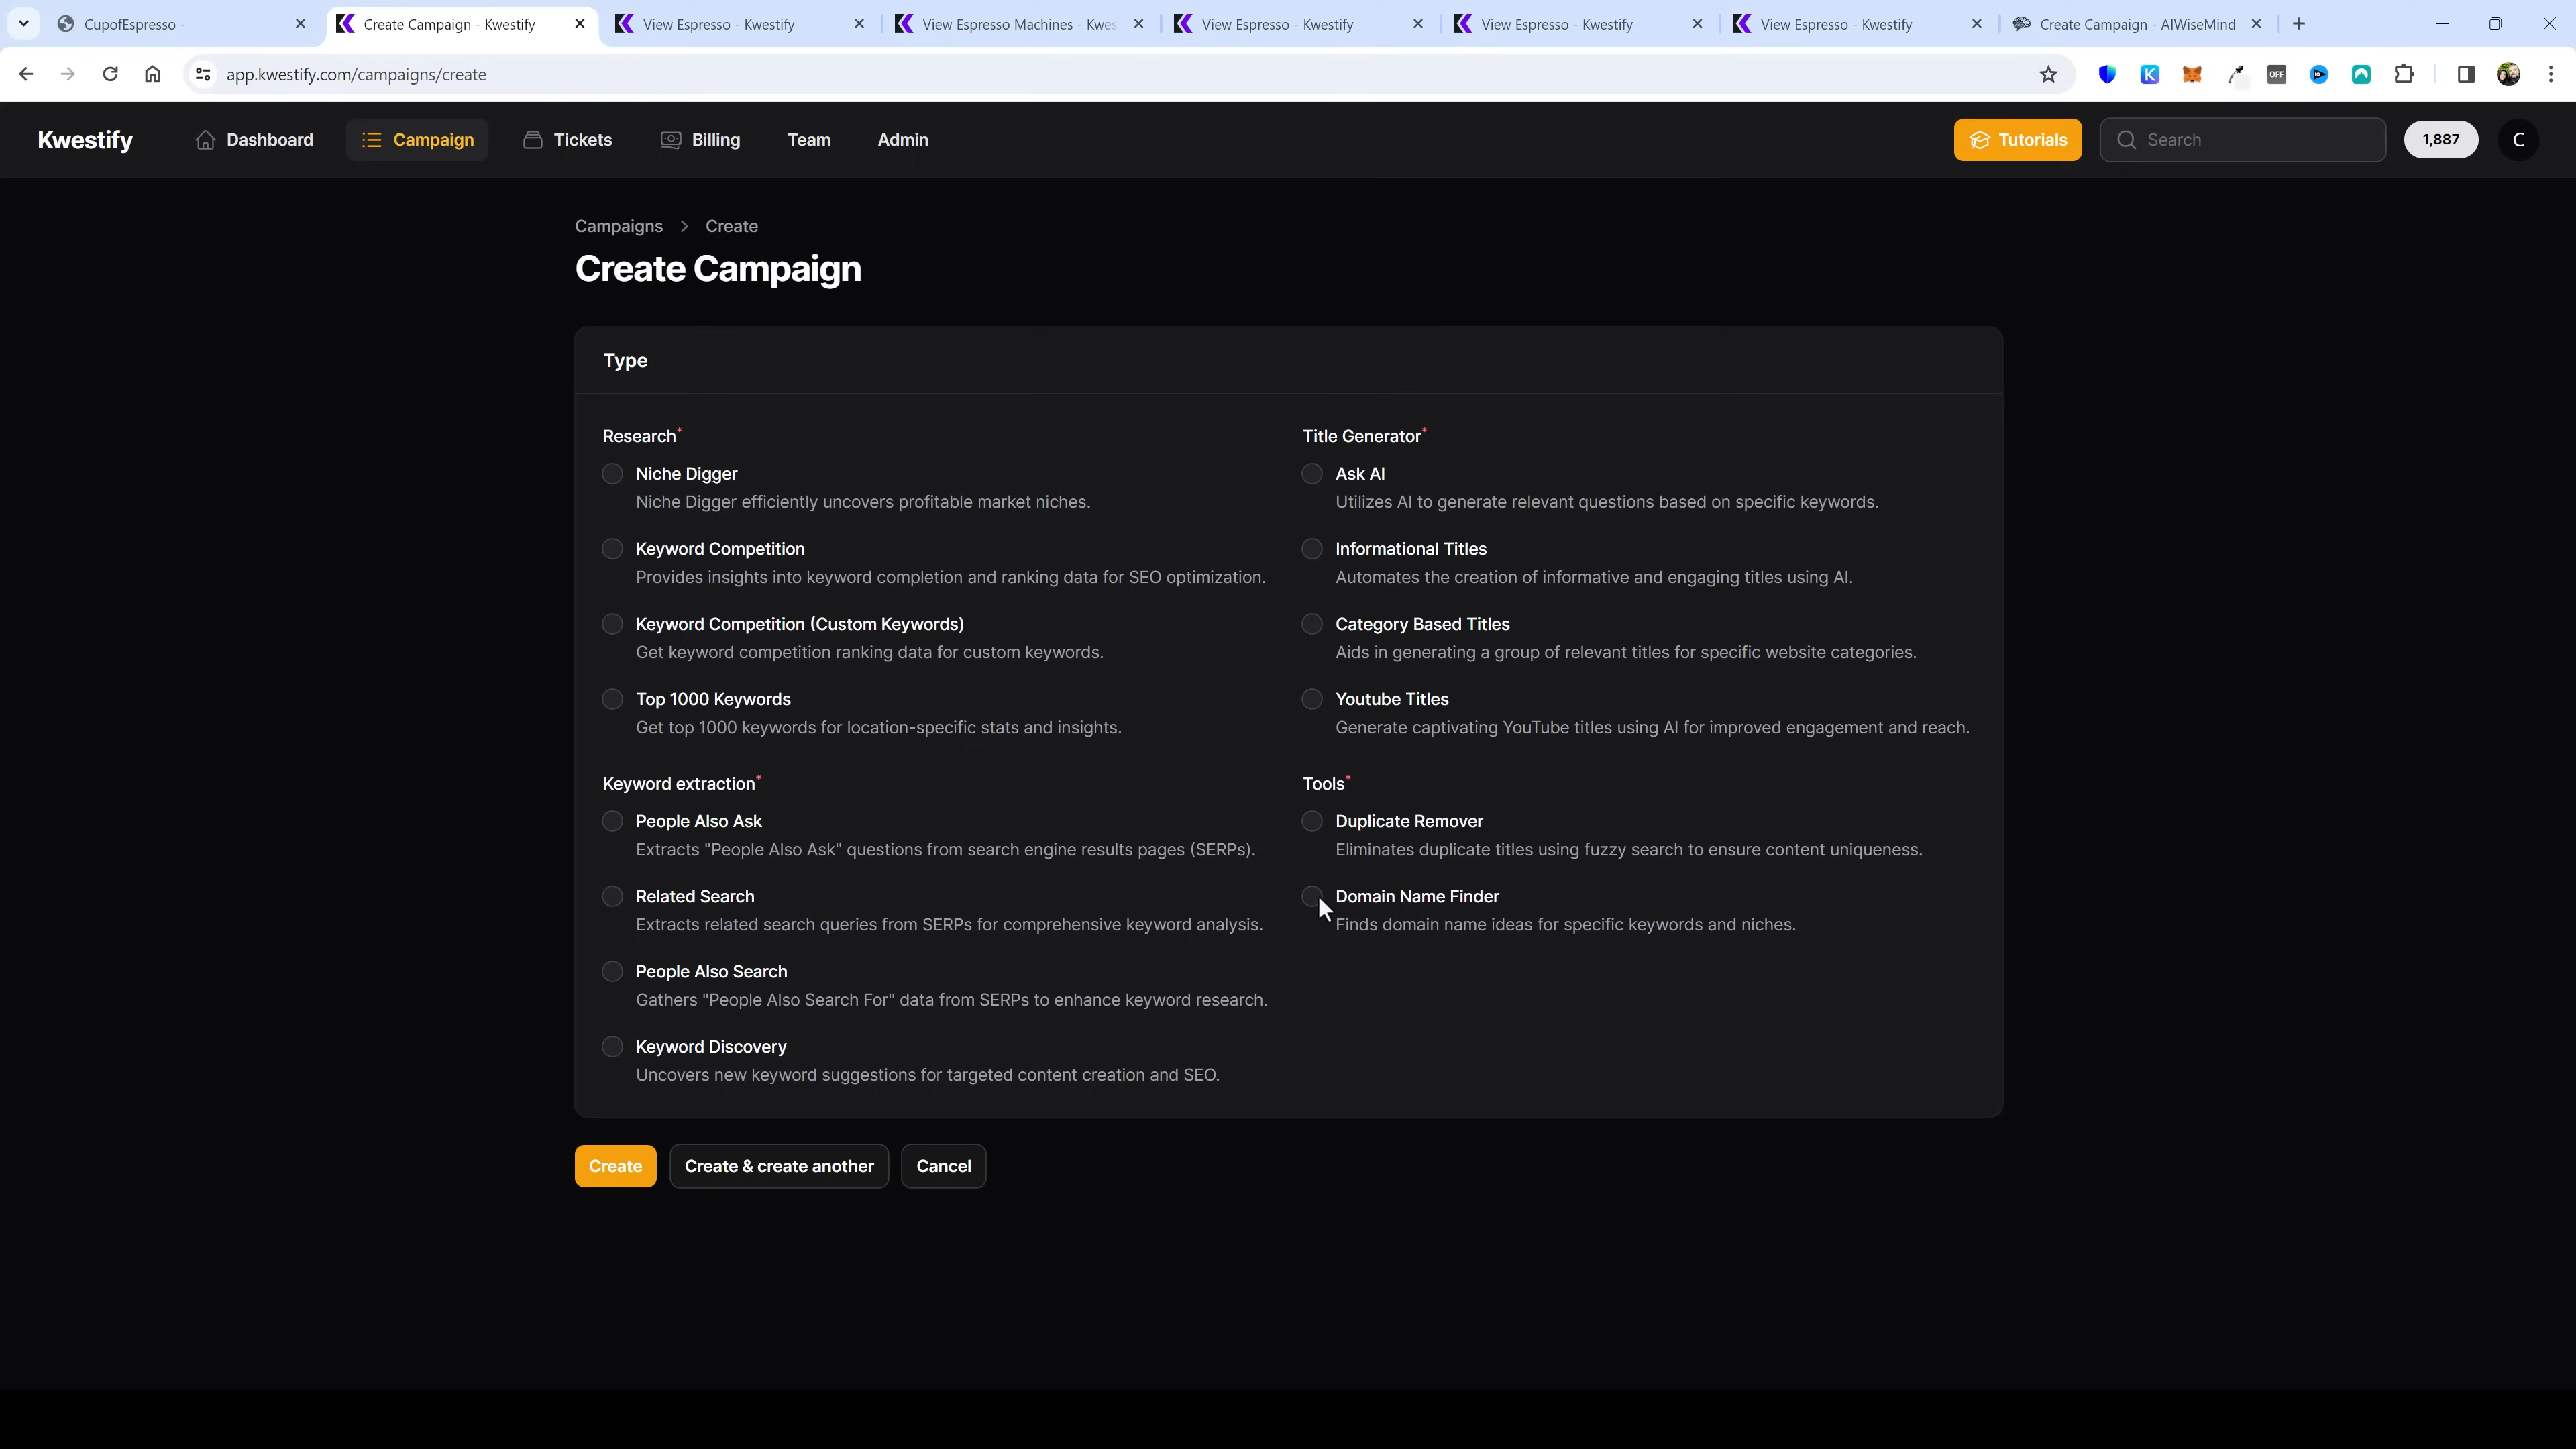 CupofEspresso -
Create Campaign - Kwestify
View Espresso - Kwestify
View Espresso Machines - Kwes
View Espresso - Kwestify
View Espresso - Kwestify
View Espresso - Kwestify
Create Campaign - AIWiseMind
app.kwestify.com/campaigns/create
OFF
Kwestify
Dashboard
Campaign
Tickets
Billing
Team
Admin
Tutorials
Search
1,887
C
Campaigns > Create
Create Campaign
Type
Research*
Niche Digger
Niche Digger efficiently uncovers profitable market niches.
Keyword Competition
Provides insights into keyword completion and ranking data for SEO optimization.
Keyword Competition (Custom Keywords)
Get keyword competition ranking data for custom keywords.
Top 1000 Keywords
Get top 1000 keywords for location-specific stats and insights.
Title Generator*
Ask AI
Utilizes AI to generate relevant questions based on specific keywords.
Informational Titles
Automates the creation of informative and engaging titles using AI.
Category Based Titles
Aids in generating a group of relevant titles for specific website categories.
Youtube Titles
Generate captivating YouTube titles using AI for improved engagement and reach.
Keyword extraction*
People Also Ask
Extracts "People Also Ask" questions from search engine results pages (SERPs).
Related Search
Extracts related search queries from SERPs for comprehensive keyword analysis.
People Also Search
Gathers "People Also Search For" data from SERPs to enhance keyword research.
Keyword Discovery
Uncovers new keyword suggestions for targeted content creation and SEO.
Tools*
Duplicate Remover
Eliminates duplicate titles using fuzzy search to ensure content uniqueness.
Domain Name Finder
Finds domain name ideas for specific keywords and niches.
Create
Create & create another
Cancel